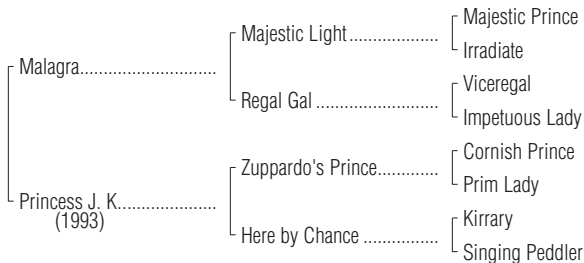 Majestic Prince
Majestic Light....................
Irradiate
Malagra..............................
Viceregal
Regal Gal...........................
Impetuous Lady
Cornish Prince
Zuppardo's Prince.............
Prim Lady
Princess J. K......................
(1993)
Kirrary
Here by Chance.................
Singing Peddler